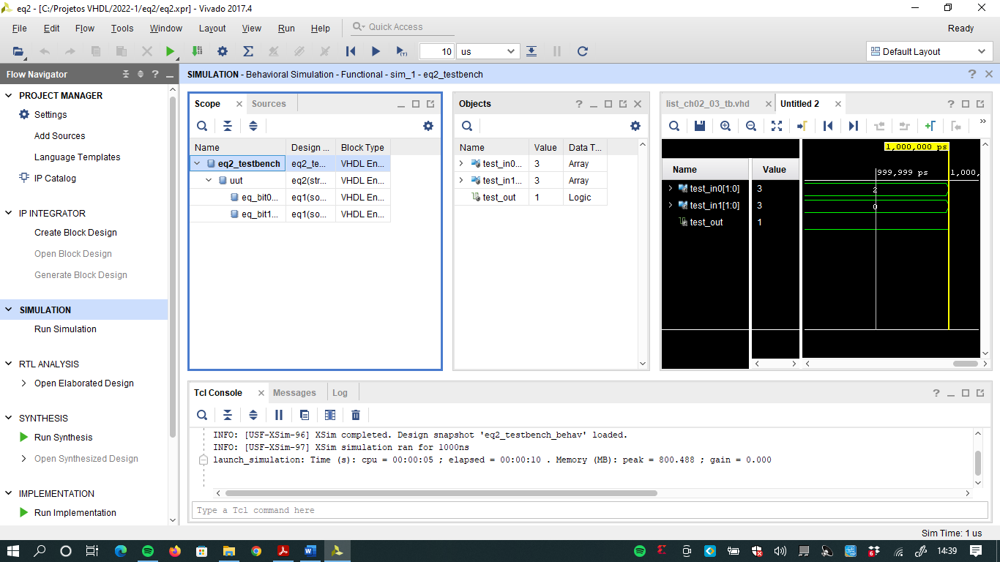 eq2 - [C:/Projetos VHDL/2022-1/eq2/eq2.xpr] - Vivado 2017.4
File Edit Flow Tools Window Layout View Run Help Quick Access Ready
10 us Default Layout
Flow Navigator
PROJECT MANAGER
Settings
Add Sources
Language Templates
IP Catalog
IP INTEGRATOR
Create Block Design
Open Block Design
Generate Block Design
SIMULATION
Run Simulation
RTL ANALYSIS
Open Elaborated Design
SYNTHESIS
Run Synthesis
Open Synthesized Design
IMPLEMENTATION
Run Implementation
SIMULATION - Behavioral Simulation - Functional - sim_1 - eq2_testbench
Scope Sources
Name Design ... Block Type
eq2_testbench eq2_te... VHDL En...
uut eq2(str... VHDL En...
eq_bit0... eq1(so... VHDL En...
eq_bit1... eq1(so... VHDL En...
Objects
Name Value Data T...
test_in0... 3 Array
test_in1... 3 Array
test_out 1 Logic
list_ch02_03_tb.vhd Untitled 2
1,000,000 ps
Name Value 999,999 ps 1,000,
test_in0[1:0] 3 2
test_in1[1:0] 3 0
test_out 1
Tcl Console Messages Log
INFO: [USF-XSim-96] XSim completed. Design snapshot 'eq2_testbench_behav' loaded.
INFO: [USF-XSim-97] XSim simulation ran for 1000ns
launch_simulation: Time (s): cpu = 00:00:05 ; elapsed = 00:00:10 . Memory (MB): peak = 800.488 ; gain = 0.000
Type a Tcl command here
Sim Time: 1 us
14:39